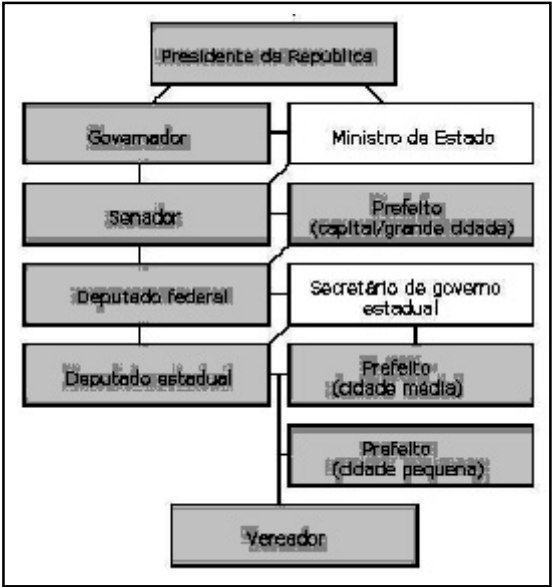 Presidente da República
Governador
Ministro de Estado
Senador
Prefeito
(capital/grande cidade)
Deputado federal
Secretário de governo
estadual
Deputado estadual
Prefeito
(cidade média)
Prefeito
(cidade pequena)
Vereador